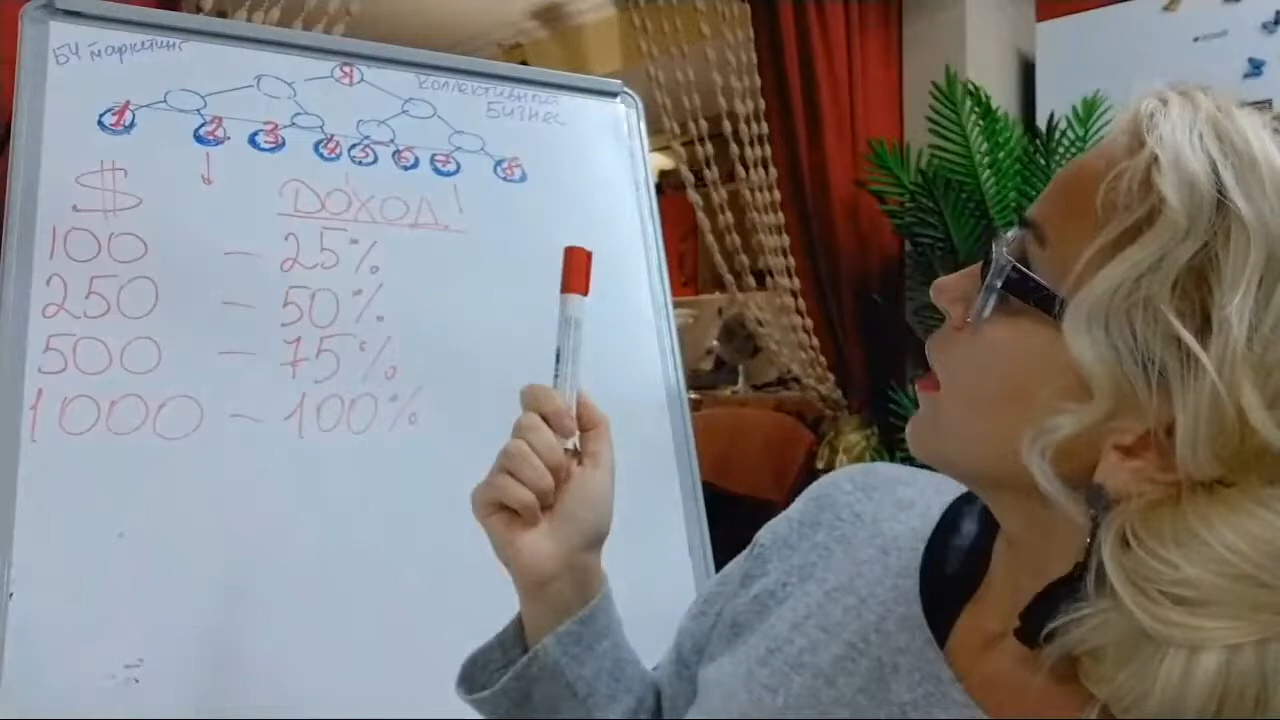 БЧ маркетинг
Я
Коллективный
Бизнес
1 2 3 4 5 6 7 8
$ ДОХОД!
100 – 25%
250 – 50%
500 – 75%
1000 – 100%